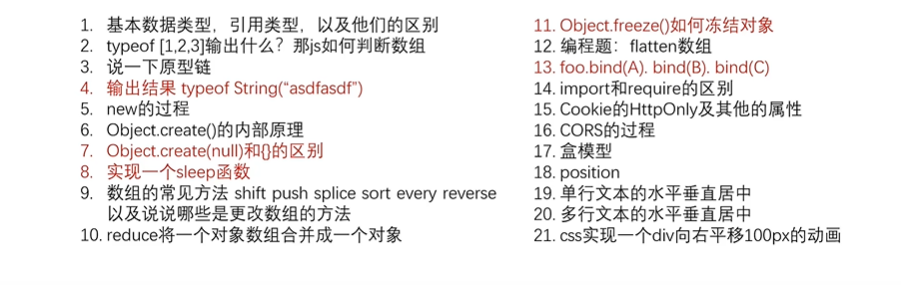 1. 基本数据类型，引用类型，以及他们的区别
2. typeof [1,2,3]输出什么？那js如何判断数组
3. 说一下原型链
4. 输出结果 typeof String(“asdfasdf”)
5. new的过程
6. Object.create()的内部原理
7. Object.create(null)和{}的区别
8. 实现一个sleep函数
9. 数组的常见方法 shift push splice sort every reverse
以及说说哪些是更改数组的方法
10. reduce将一个对象数组合并成一个对象
11. Object.freeze()如何冻结对象
12. 编程题：flatten数组
13. foo.bind(A). bind(B). bind(C)
14. import和require的区别
15. Cookie的HttpOnly及其他的属性
16. CORS的过程
17. 盒模型
18. position
19. 单行文本的水平垂直居中
20. 多行文本的水平垂直居中
21. css实现一个div向右平移100px的动画